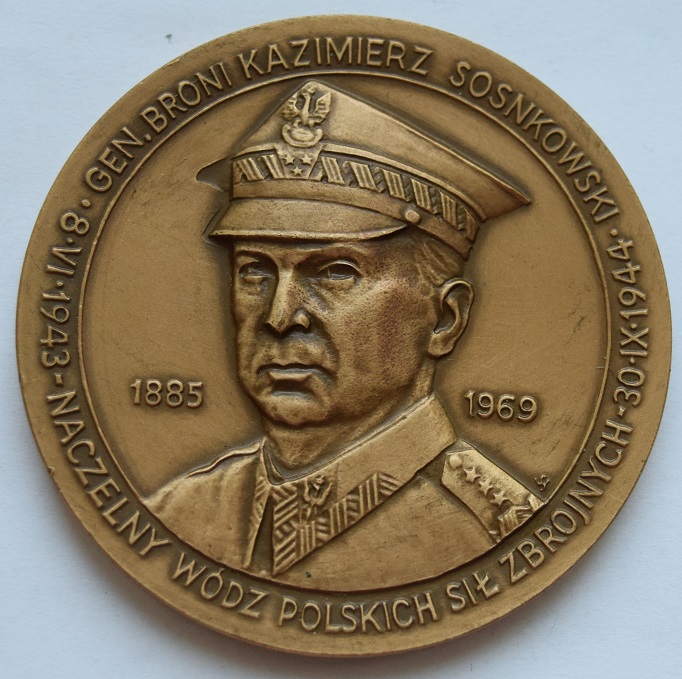 · GEN. BRONI KAZIMIERZ SOSNKOWSKI ·
8·VI·1943 - NACZELNY WÓDZ POLSKICH SIŁ ZBROJNYCH - 30·IX·1944
1885
1969